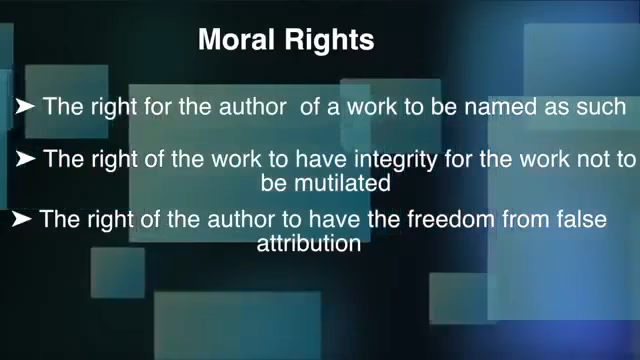 Moral Rights
➤ The right for the author of a work to be named as such
➤ The right of the work to have integrity for the work not to
be mutilated
➤ The right of the author to have the freedom from false
attribution